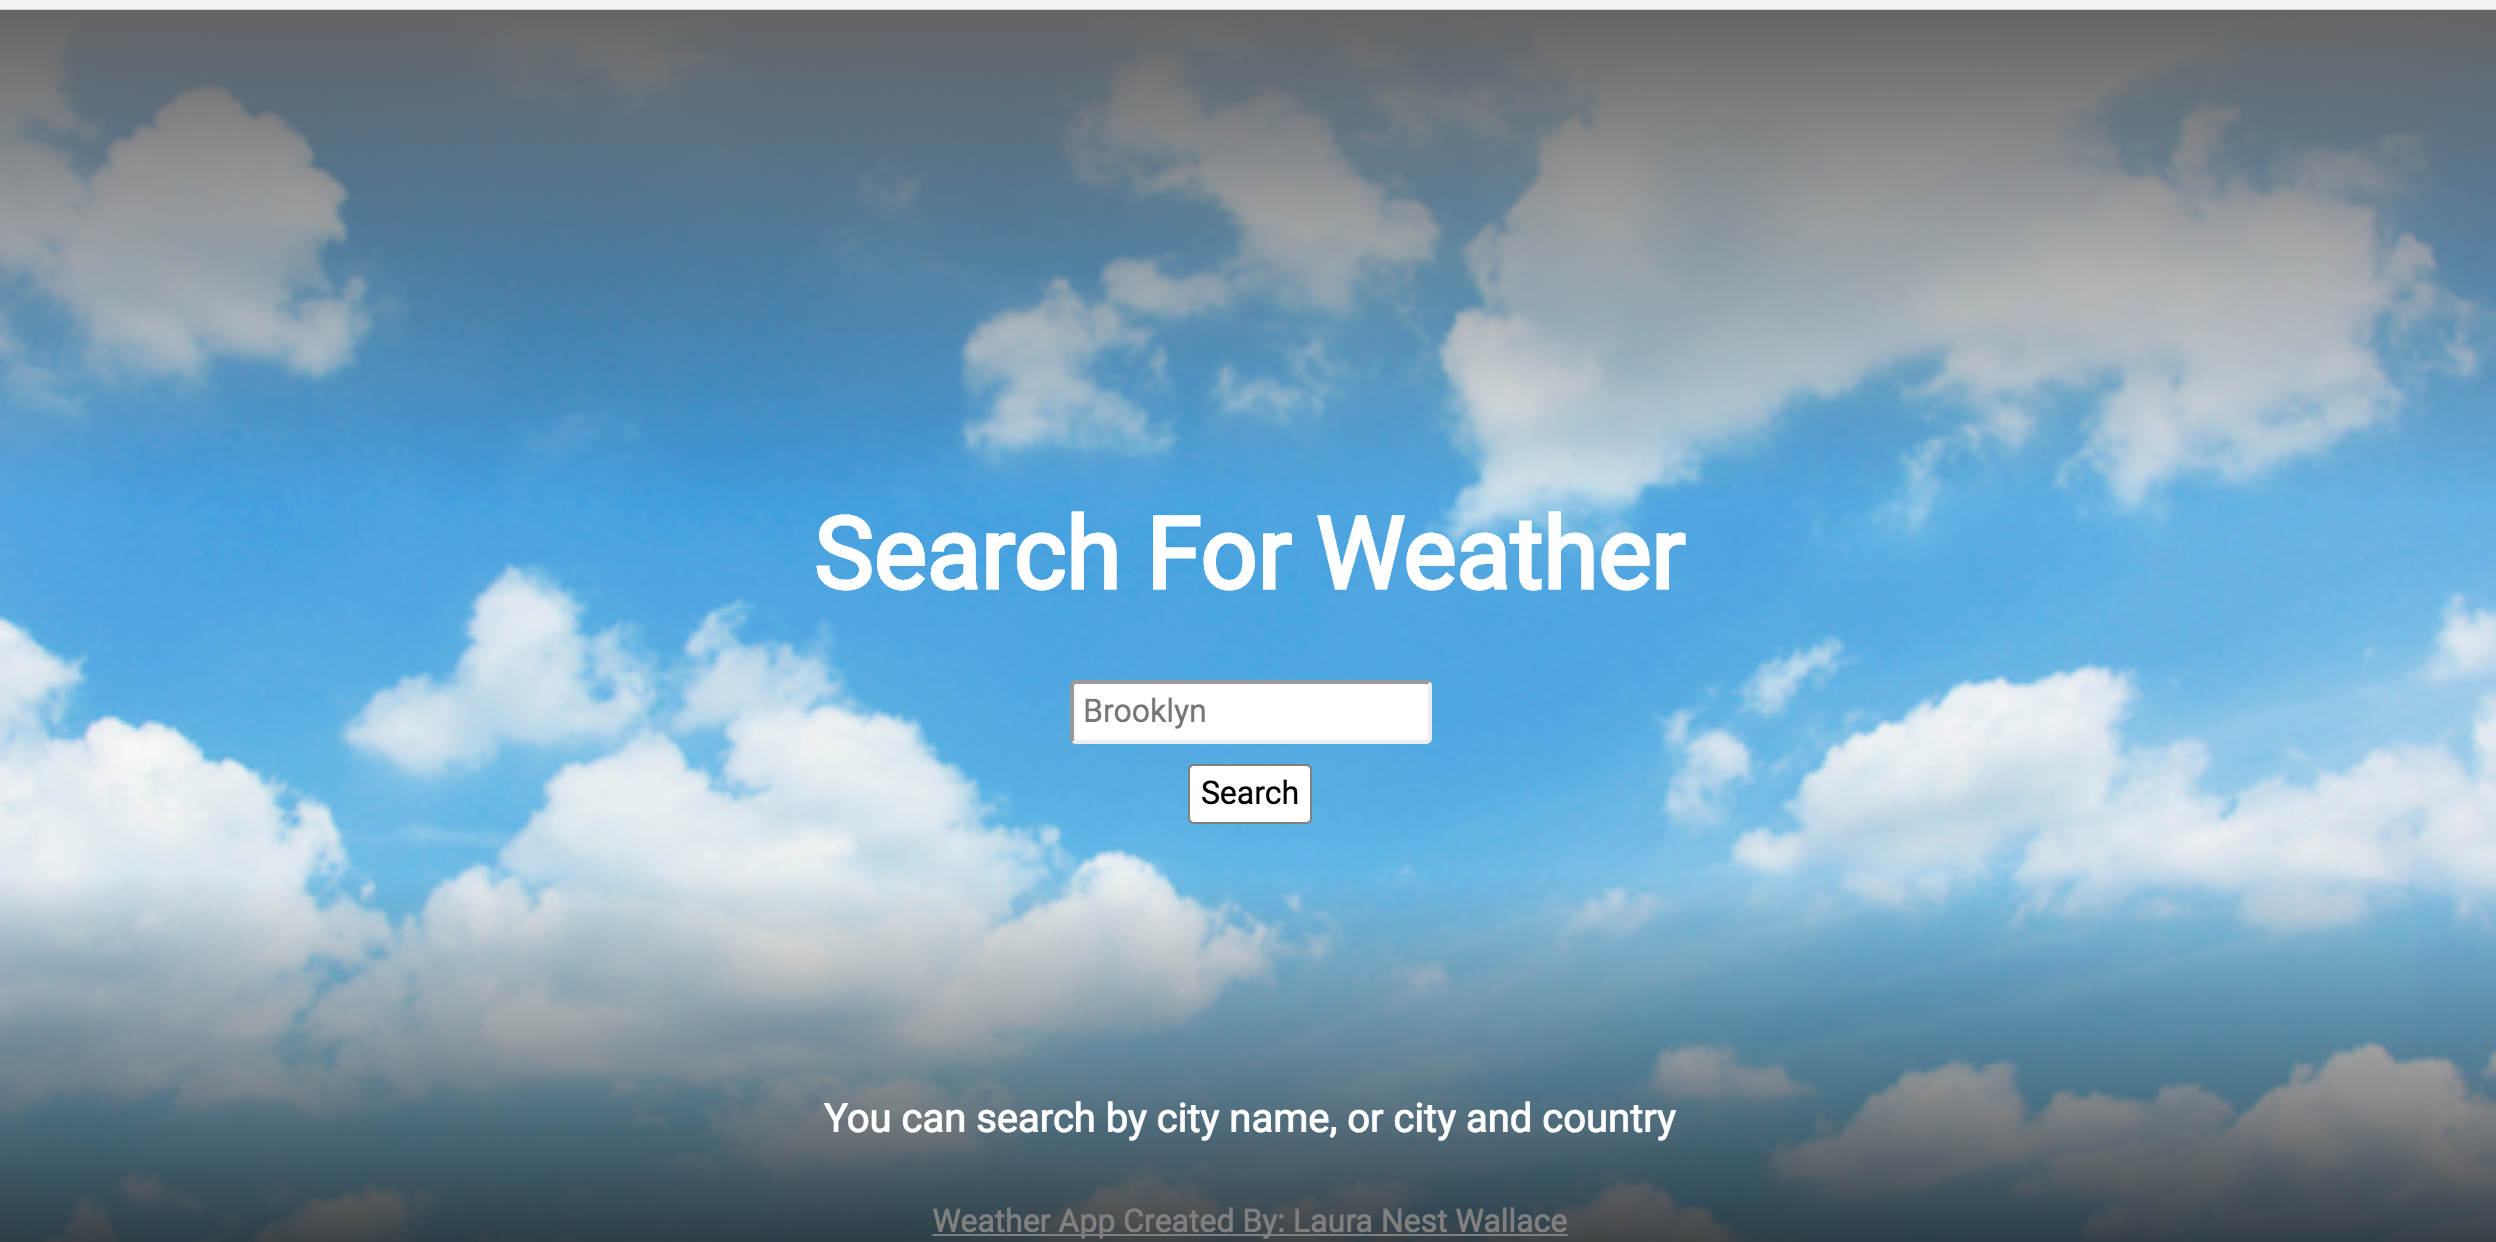 Search For Weather
Brooklyn
Search
You can search by city name, or city and country
Weather App Created By: Laura Nest Wallace